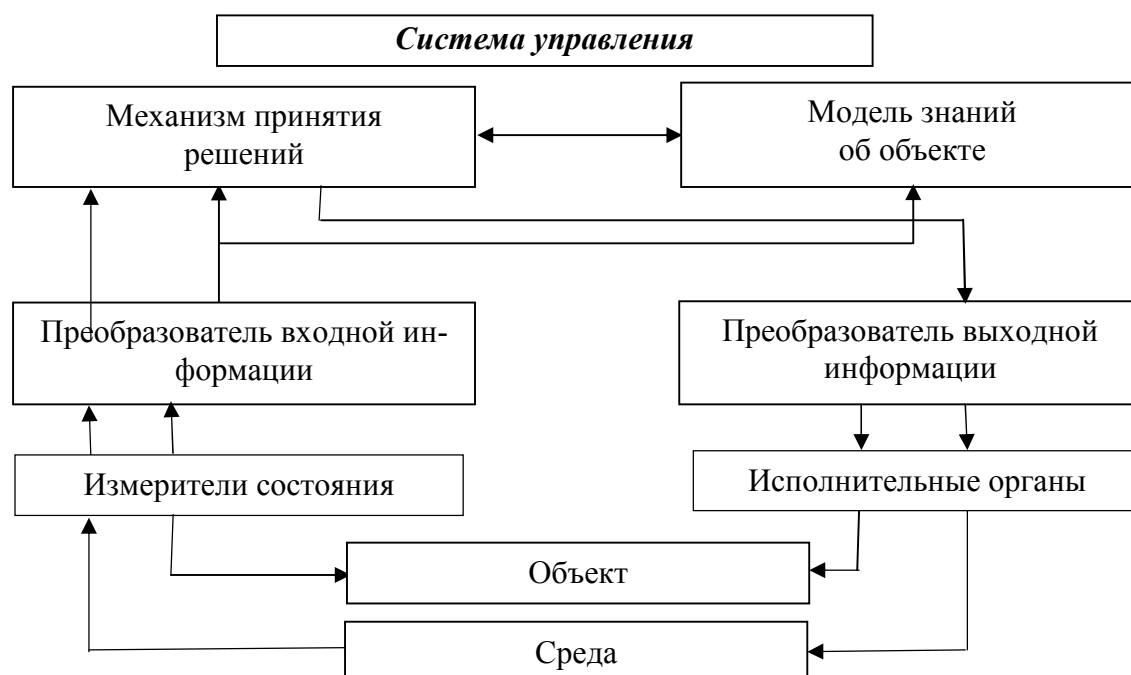 Система управления
Механизм принятия
решений
Модель знаний
об объекте
Преобразователь входной ин-
формации
Преобразователь выходной
информации
Измерители состояния
Исполнительные органы
Объект
Среда